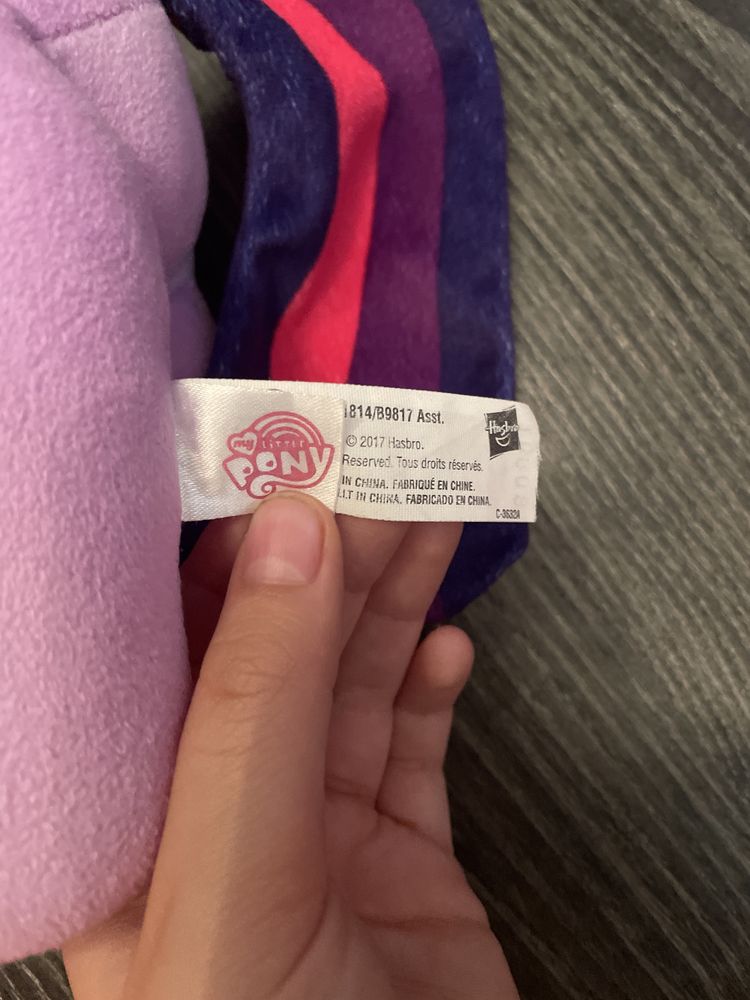 my LITTLE
PONY
1814/B9817 Asst.
Hasbro
© 2017 Hasbro.
Reserved. Tous droits réservés.
IN CHINA. FABRIQUÉ EN CHINE.
IN CHINA. FABRICADO EN CHINA.
C-3632A